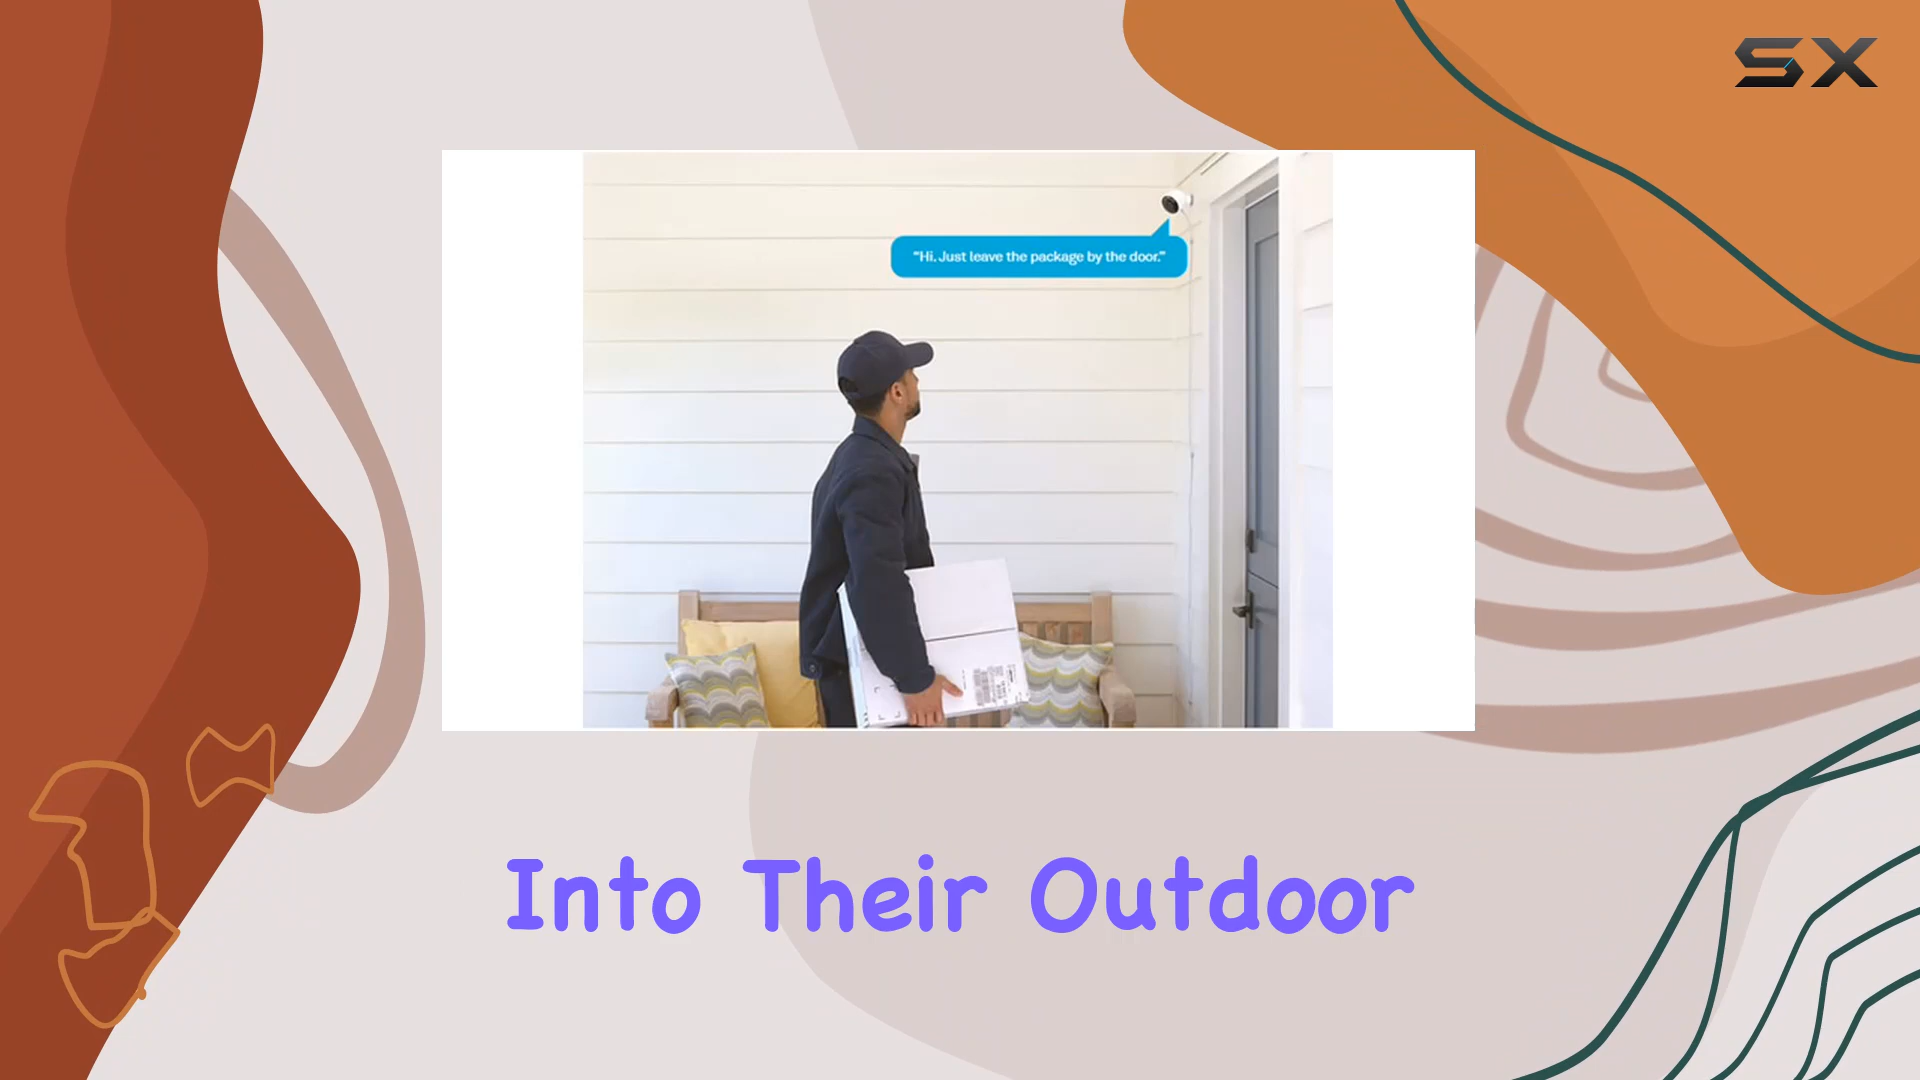 SX
"Hi. Just leave the package by the door."
Into Their Outdoor